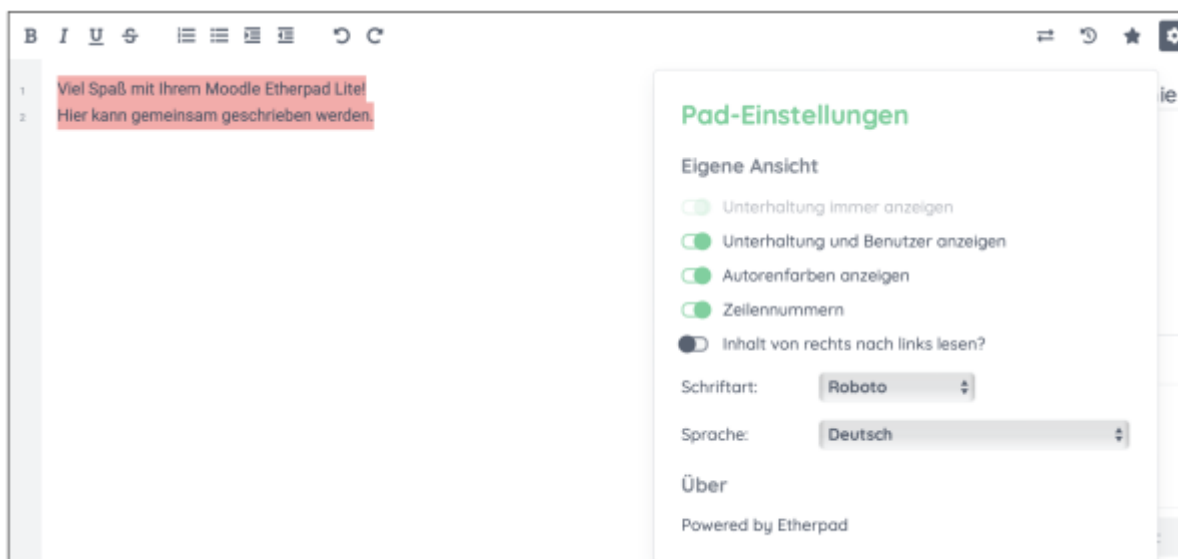 B I U S
1 Viel Spaß mit Ihrem Moodle Etherpad Lite!
2 Hier kann gemeinsam geschrieben werden.
Pad-Einstellungen
Eigene Ansicht
Unterhaltung immer anzeigen
Unterhaltung und Benutzer anzeigen
Autorenfarben anzeigen
Zeilennummern
Inhalt von rechts nach links lesen?
Schriftart: Roboto
Sprache: Deutsch
Über
Powered by Etherpad